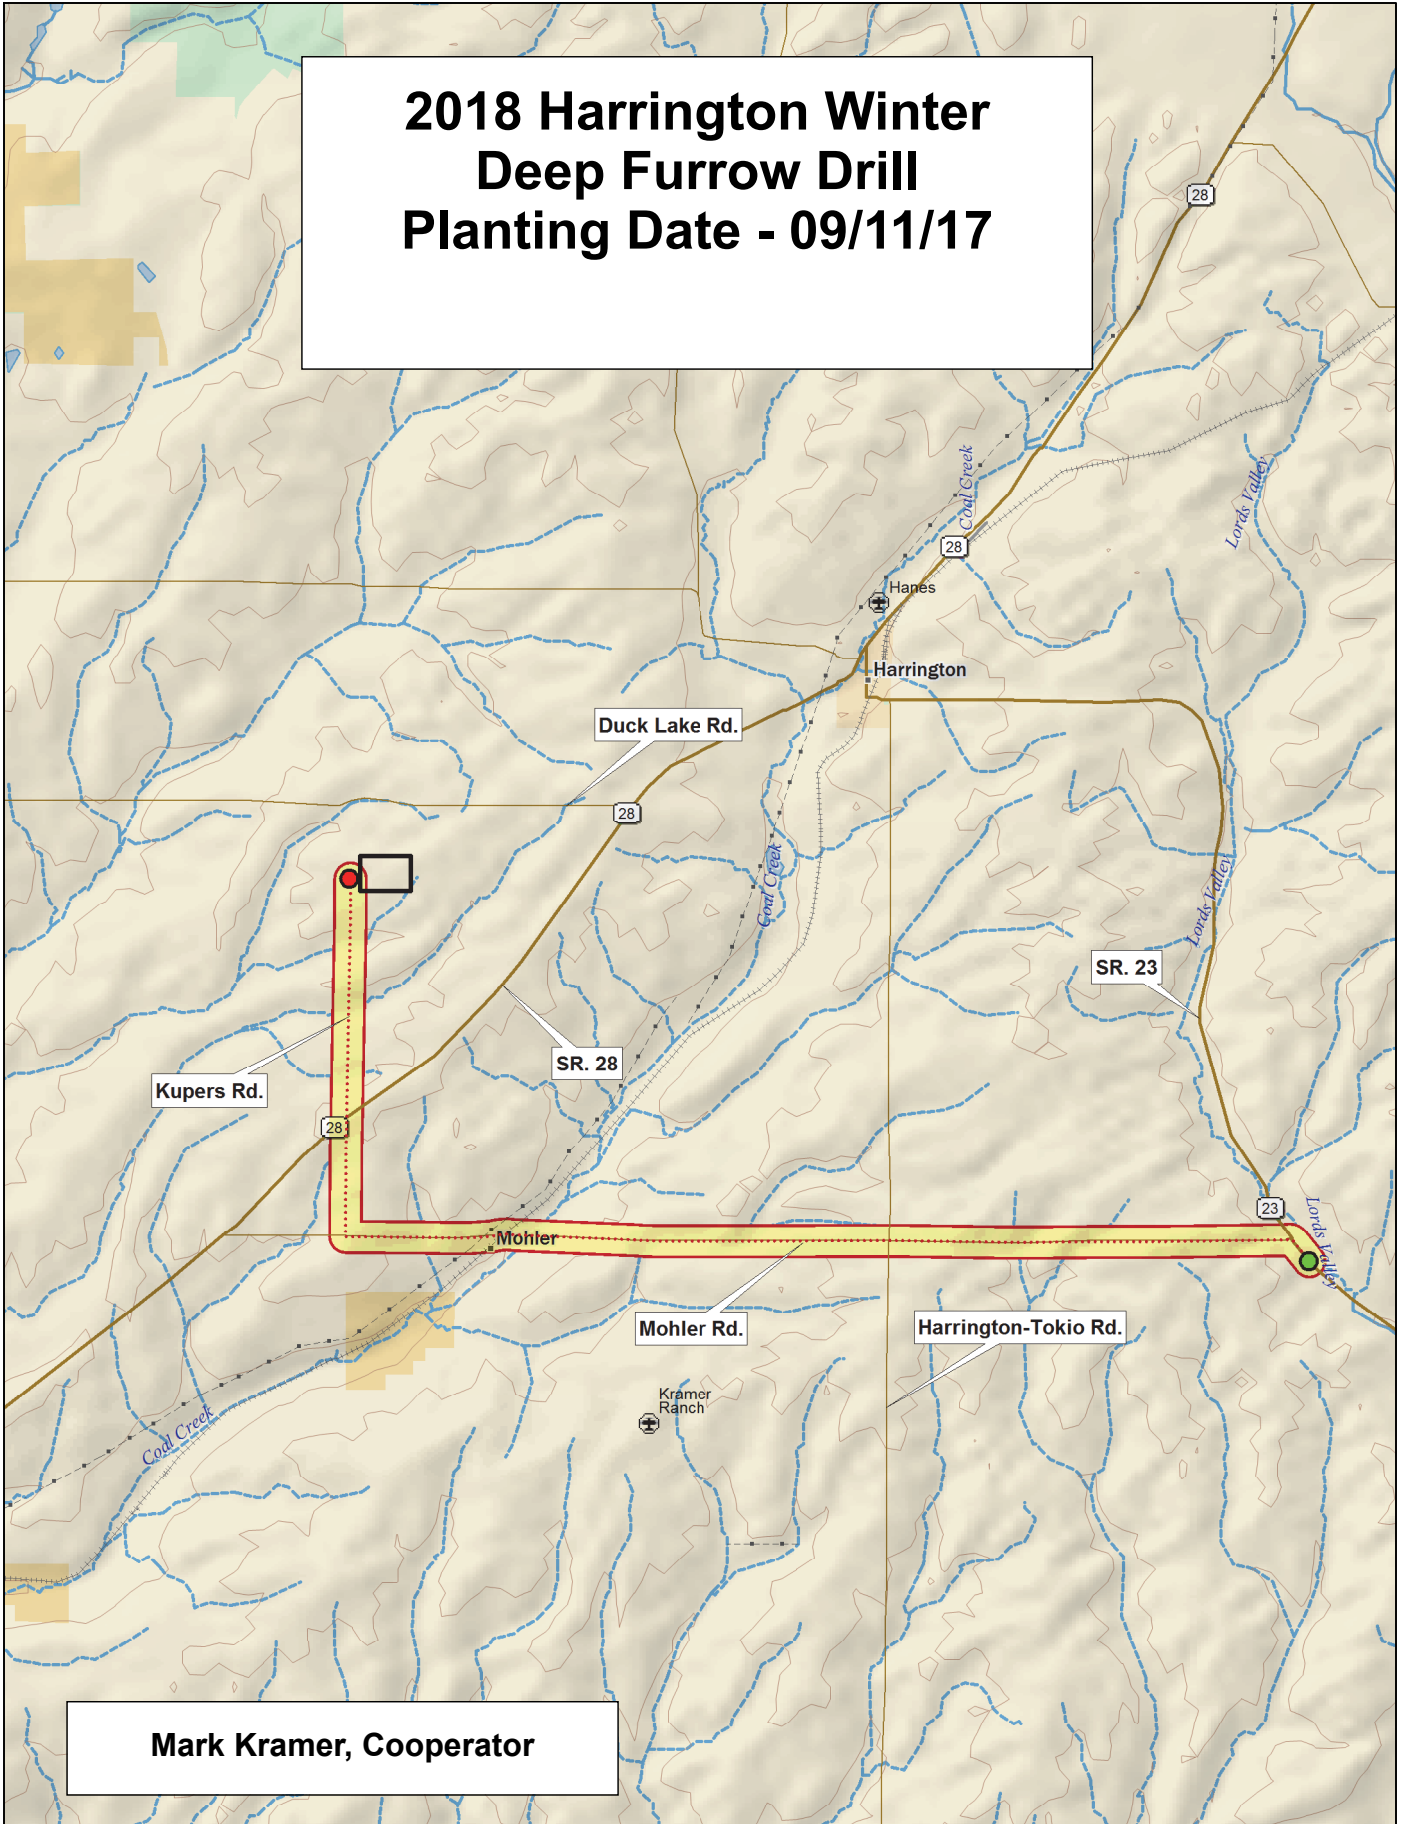 2018 Harrington Winter
Deep Furrow Drill
Planting Date - 09/11/17
28
Coal Creek
Lords Valley
28
Hanes
Harrington
Duck Lake Rd.
28
Coal Creek
Lords Valley
SR. 23
SR. 28
Kupers Rd.
28
23
Lords Valley
Mohler
Mohler Rd.
Harrington-Tokio Rd.
Kramer
Ranch
Coal Creek
Mark Kramer, Cooperator